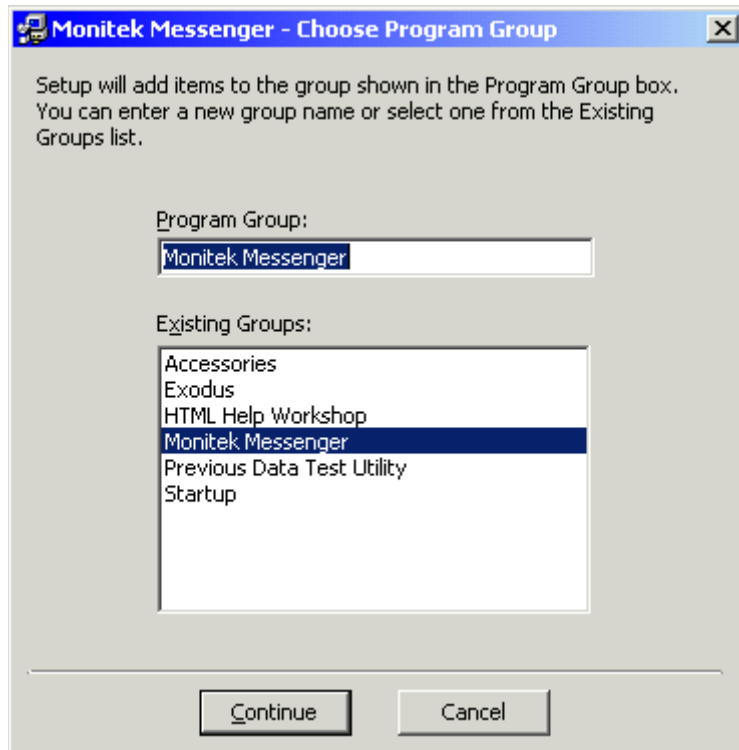 Monitek Messenger - Choose Program Group
Setup will add items to the group shown in the Program Group box.
You can enter a new group name or select one from the Existing
Groups list.
Program Group:
Monitek Messenger
Existing Groups:
Accessories
Exodus
HTML Help Workshop
Monitek Messenger
Previous Data Test Utility
Startup
Continue
Cancel